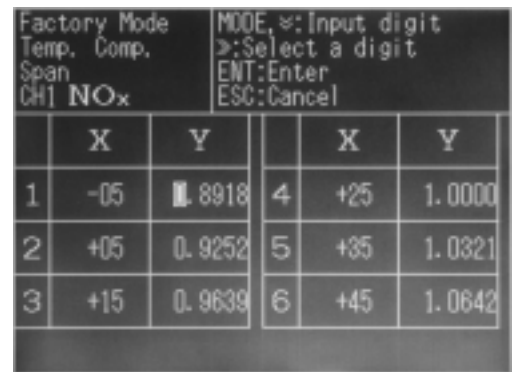 Factory Mode
Temp. Comp.
Span
CH1 NOx
MODE,⩔:Input digit
»:Select a digit
ENT:Enter
ESC:Cancel
X Y X Y
1 -05 0.8918 4 +25 1.0000
2 +05 0.9252 5 +35 1.0321
3 +15 0.9639 6 +45 1.0642